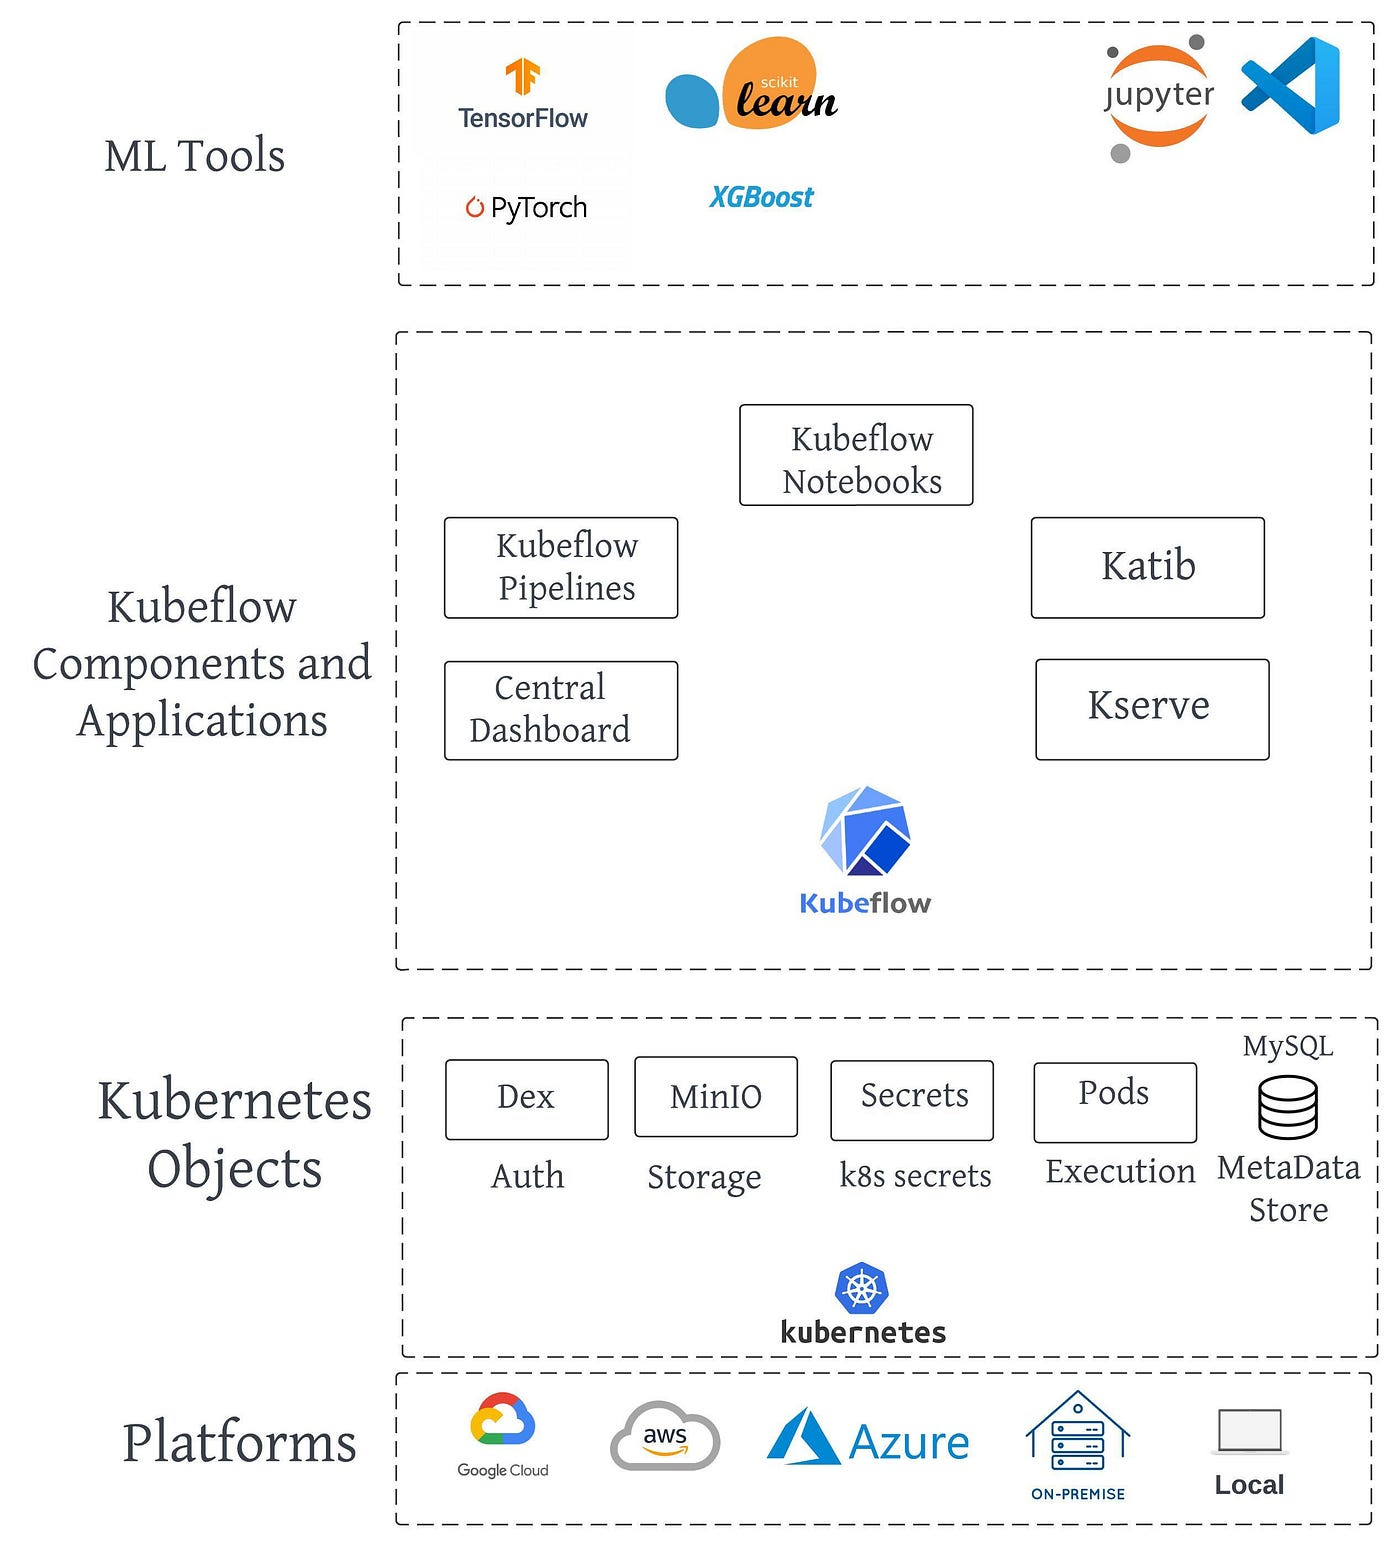 ML Tools
TensorFlow
scikit
learn
jupyter
PyTorch
XGBoost
Kubeflow
Components and
Applications
Kubeflow
Notebooks
Kubeflow
Pipelines
Katib
Central
Dashboard
Kserve
Kubeflow
Kubernetes
Objects
Dex
Auth
MinIO
Storage
Secrets
k8s secrets
Pods
Execution
MySQL
MetaData
Store
kubernetes
Platforms
Google Cloud
aws
Azure
ON-PREMISE
Local